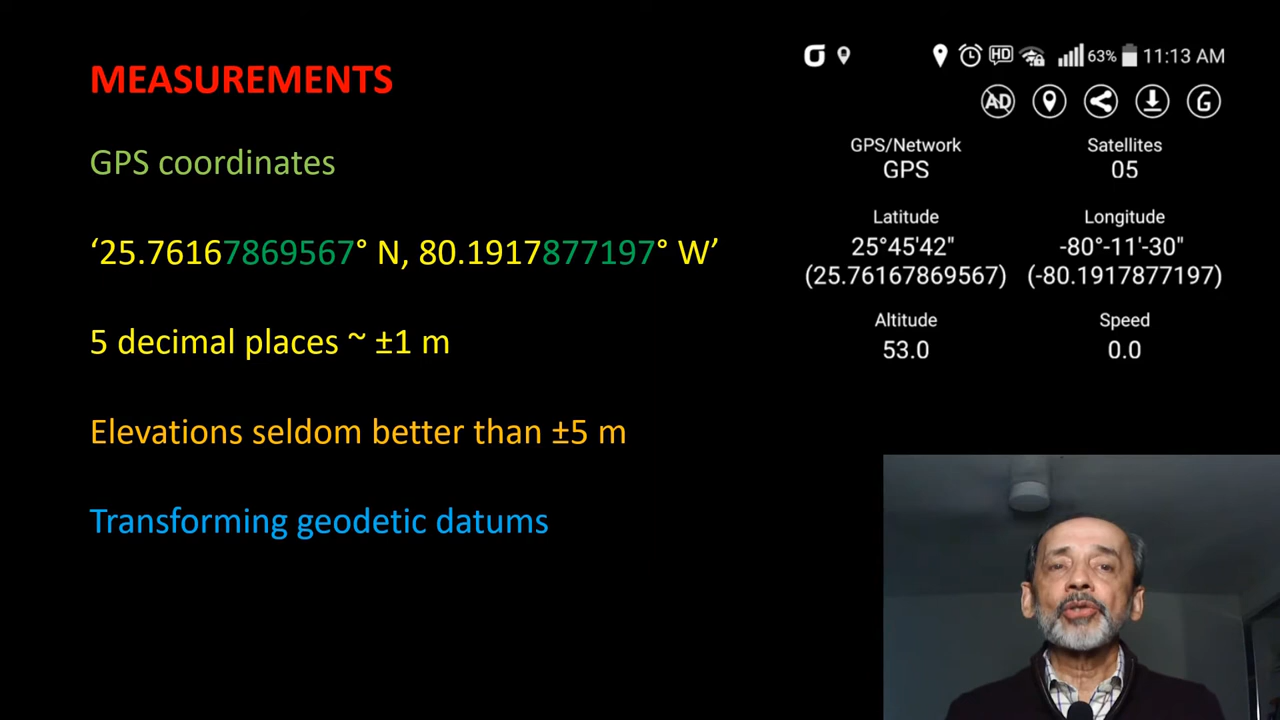 MEASUREMENTS
GPS coordinates
‘25.76167869567° N, 80.1917877197° W’
5 decimal places ~ ±1 m
Elevations seldom better than ±5 m
Transforming geodetic datums
HD 63% 11:13 AM
AD G
GPS/Network Satellites
GPS 05
Latitude Longitude
25°45'42" -80°-11'-30"
(25.76167869567) (-80.1917877197)
Altitude Speed
53.0 0.0